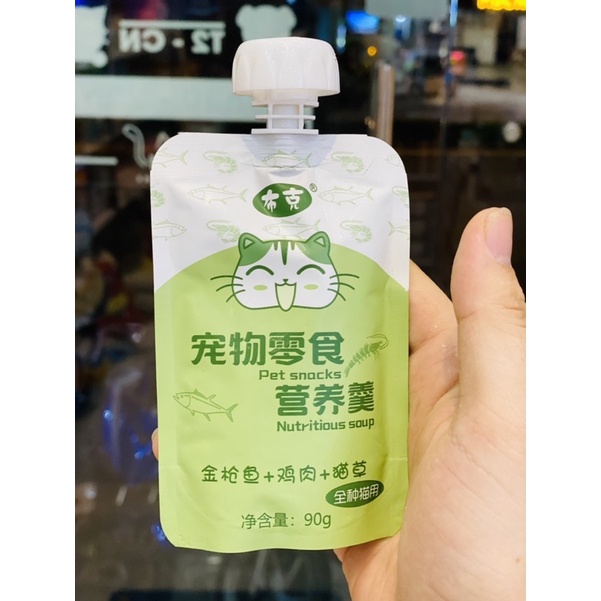 T2-CN
布克®
宠物零食
Pet snacks
营养羹
Nutritious soup
金枪鱼+鸡肉+猫草
全种猫用
净含量：90g